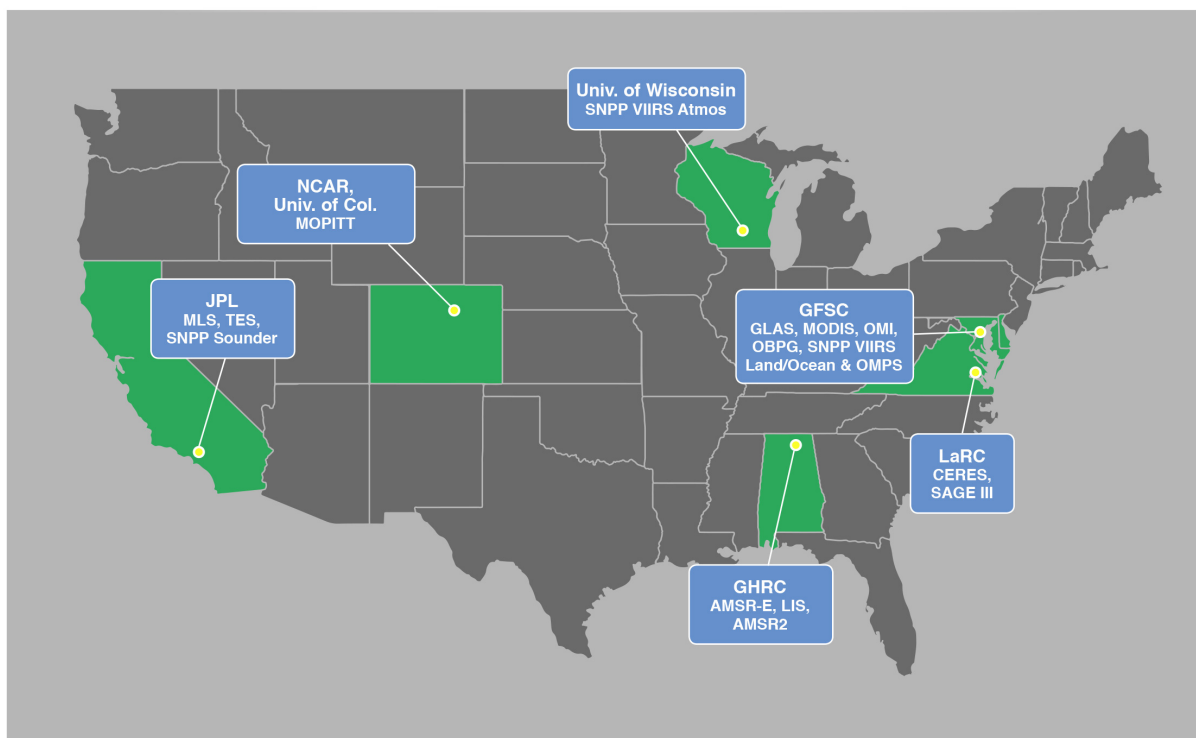 Univ. of Wisconsin
SNPP VIIRS Atmos
NCAR,
Univ. of Col.
MOPITT
JPL
MLS, TES,
SNPP Sounder
GFSC
GLAS, MODIS, OMI,
OBPG, SNPP VIIRS
Land/Ocean & OMPS
LaRC
CERES,
SAGE III
GHRC
AMSR-E, LIS,
AMSR2